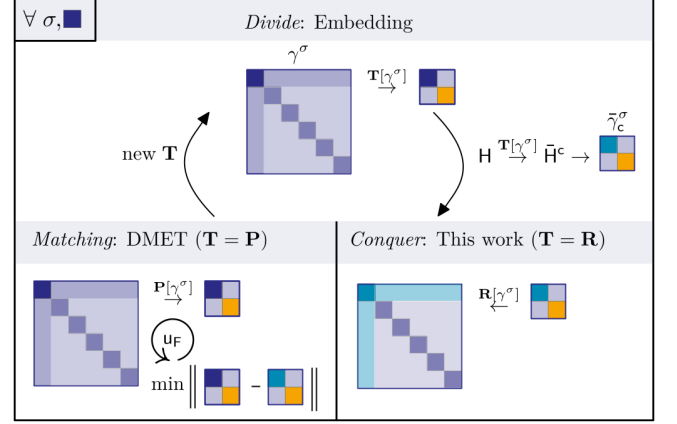 ∀ σ,
Divide: Embedding
γ^σ
T[γ^σ]
→
new T
H T[γ^σ] → H̄^c → γ̄_c^σ
Matching: DMET (T = P)
P[γ^σ]
→
u_F
min ‖ − ‖
Conquer: This work (T = R)
R[γ^σ]
←